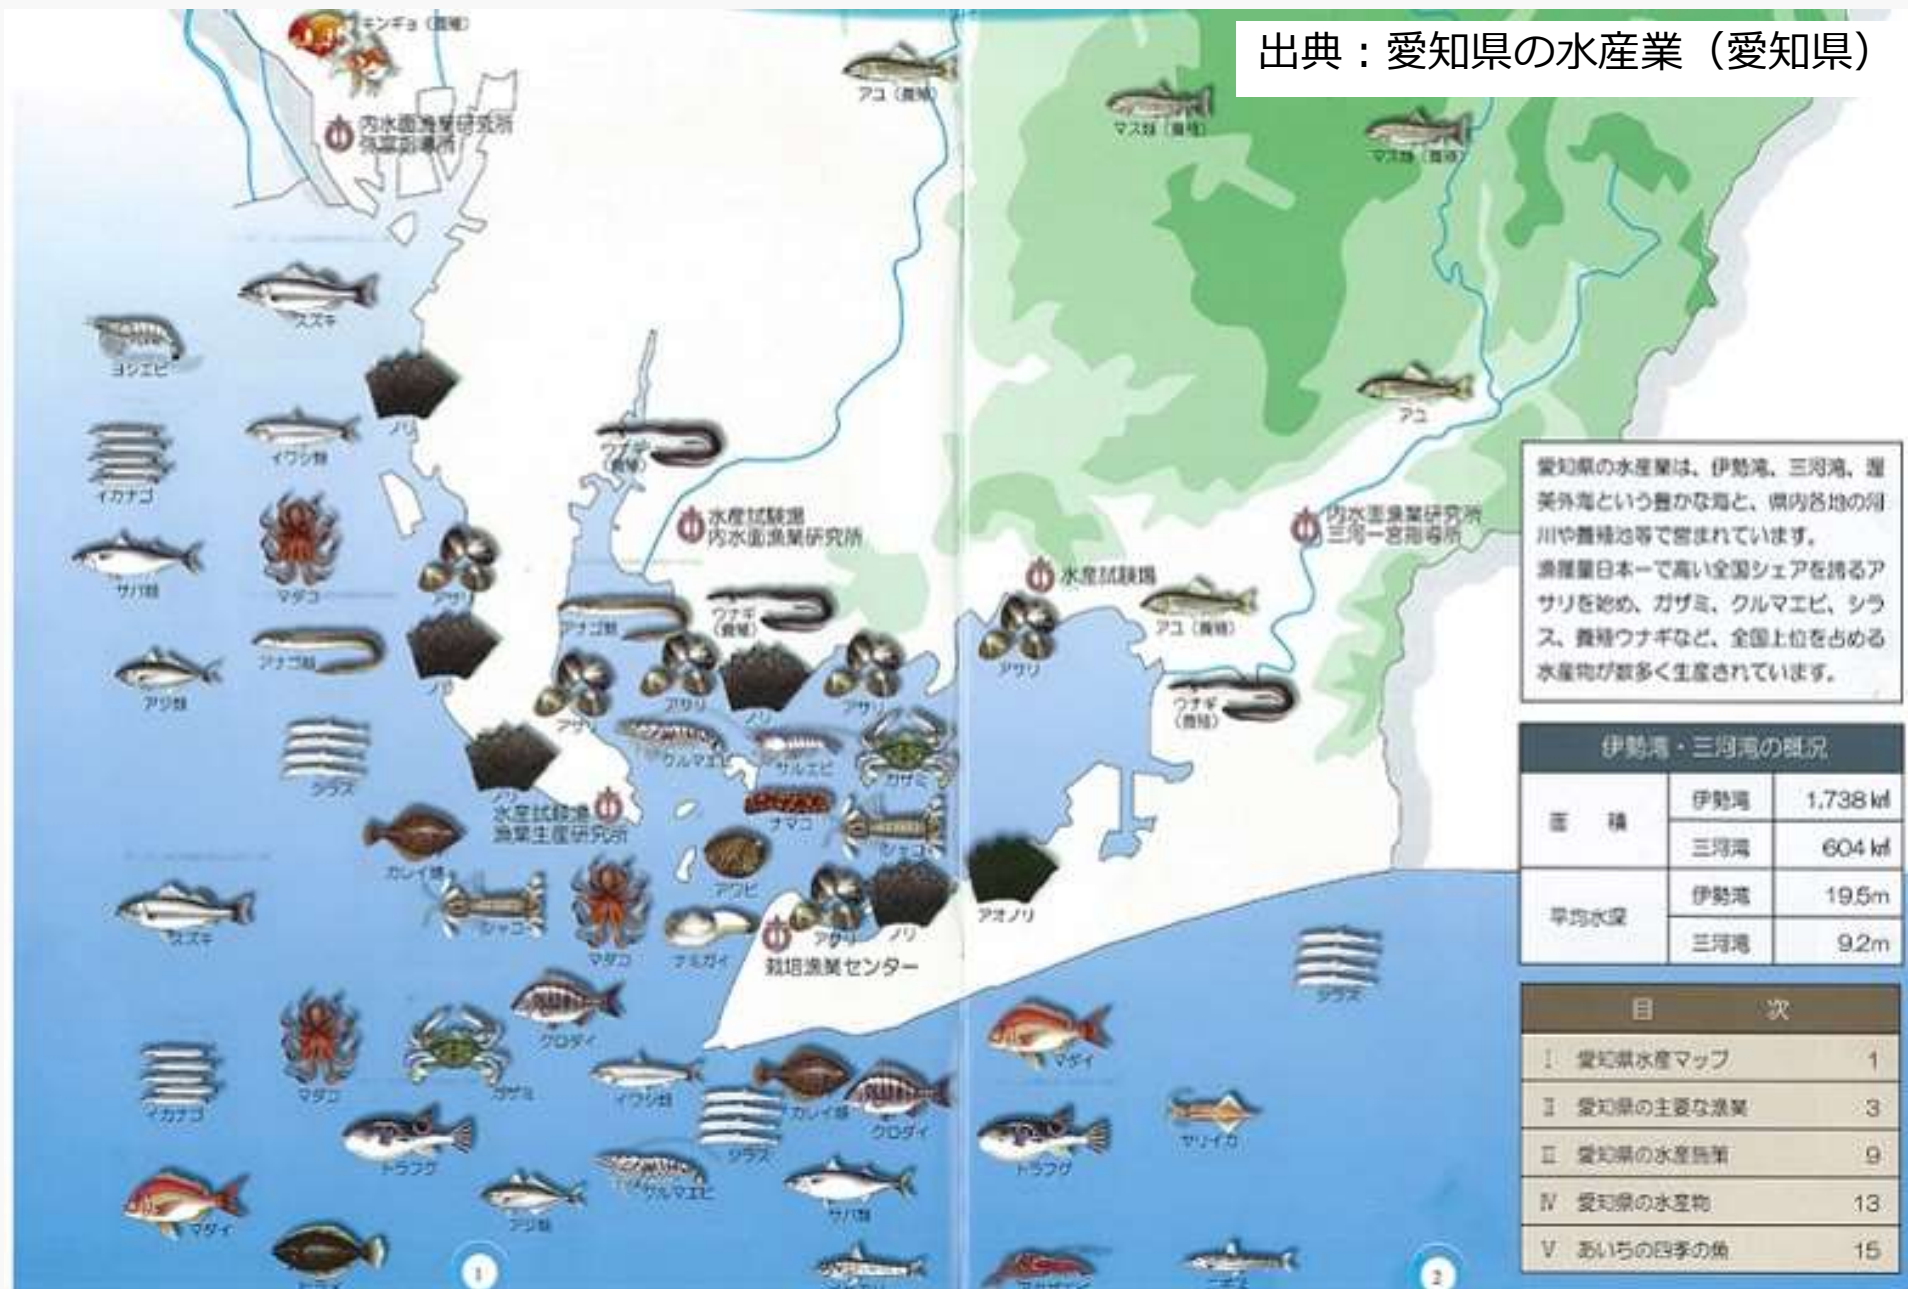 出典：愛知県の水産業（愛知県）
キンギョ（養殖）
内水面漁業研究所
弥富指導所
アユ（養殖）
マス類（養殖）
マス類（養殖）
スズキ
ヨシエビ
ノリ
イワシ類
イカナゴ
ウナギ
（養殖）
アユ
サバ類
マダコ
アサリ
水産試験場
内水面漁業研究所
内水面漁業研究所
三河一宮指導所
水産試験場
愛知県の水産業は、伊勢湾、三河湾、渥
美外海という豊かな海と、県内各地の河
川や養殖池等で営まれています。
漁獲量日本一で高い全国シェアを誇るア
サリを始め、ガザミ、クルマエビ、シラ
ス、養殖ウナギなど、全国上位を占める
水産物が数多く生産されています。
アナゴ類
ウナギ
（養殖）
アユ（養殖）
アナゴ類
ノリ
アサリ
アジ類
アサリ
アサリ
ノリ
アサリ
ウナギ
（養殖）
シラス
ノリ
クルマエビ
サルエビ
ガザミ
水産試験場
漁業生産研究所
ナマコ
シャコ
カレイ類
アワビ
スズキ
シャコ
マダコ
ナミガイ
アサリ
ノリ
アオノリ
栽培漁業センター
伊勢湾・三河湾の概況
面 積
伊勢湾 1,738㎢
三河湾 604㎢
平均水深
伊勢湾 19.5m
三河湾 9.2m
シラス
クロダイ
マダイ
マダコ
ガザミ
イカナゴ
イワシ類
カレイ類
クロダイ
シラス
トラフグ
トラフグ
ヤリイカ
マダイ
アジ類
クルマエビ
サバ類
目 次
Ⅰ 愛知県水産マップ 1
Ⅱ 愛知県の主要な漁業 3
Ⅲ 愛知県の水産施策 9
Ⅳ 愛知県の水産物 13
Ⅴ あいちの四季の魚 15
1
2